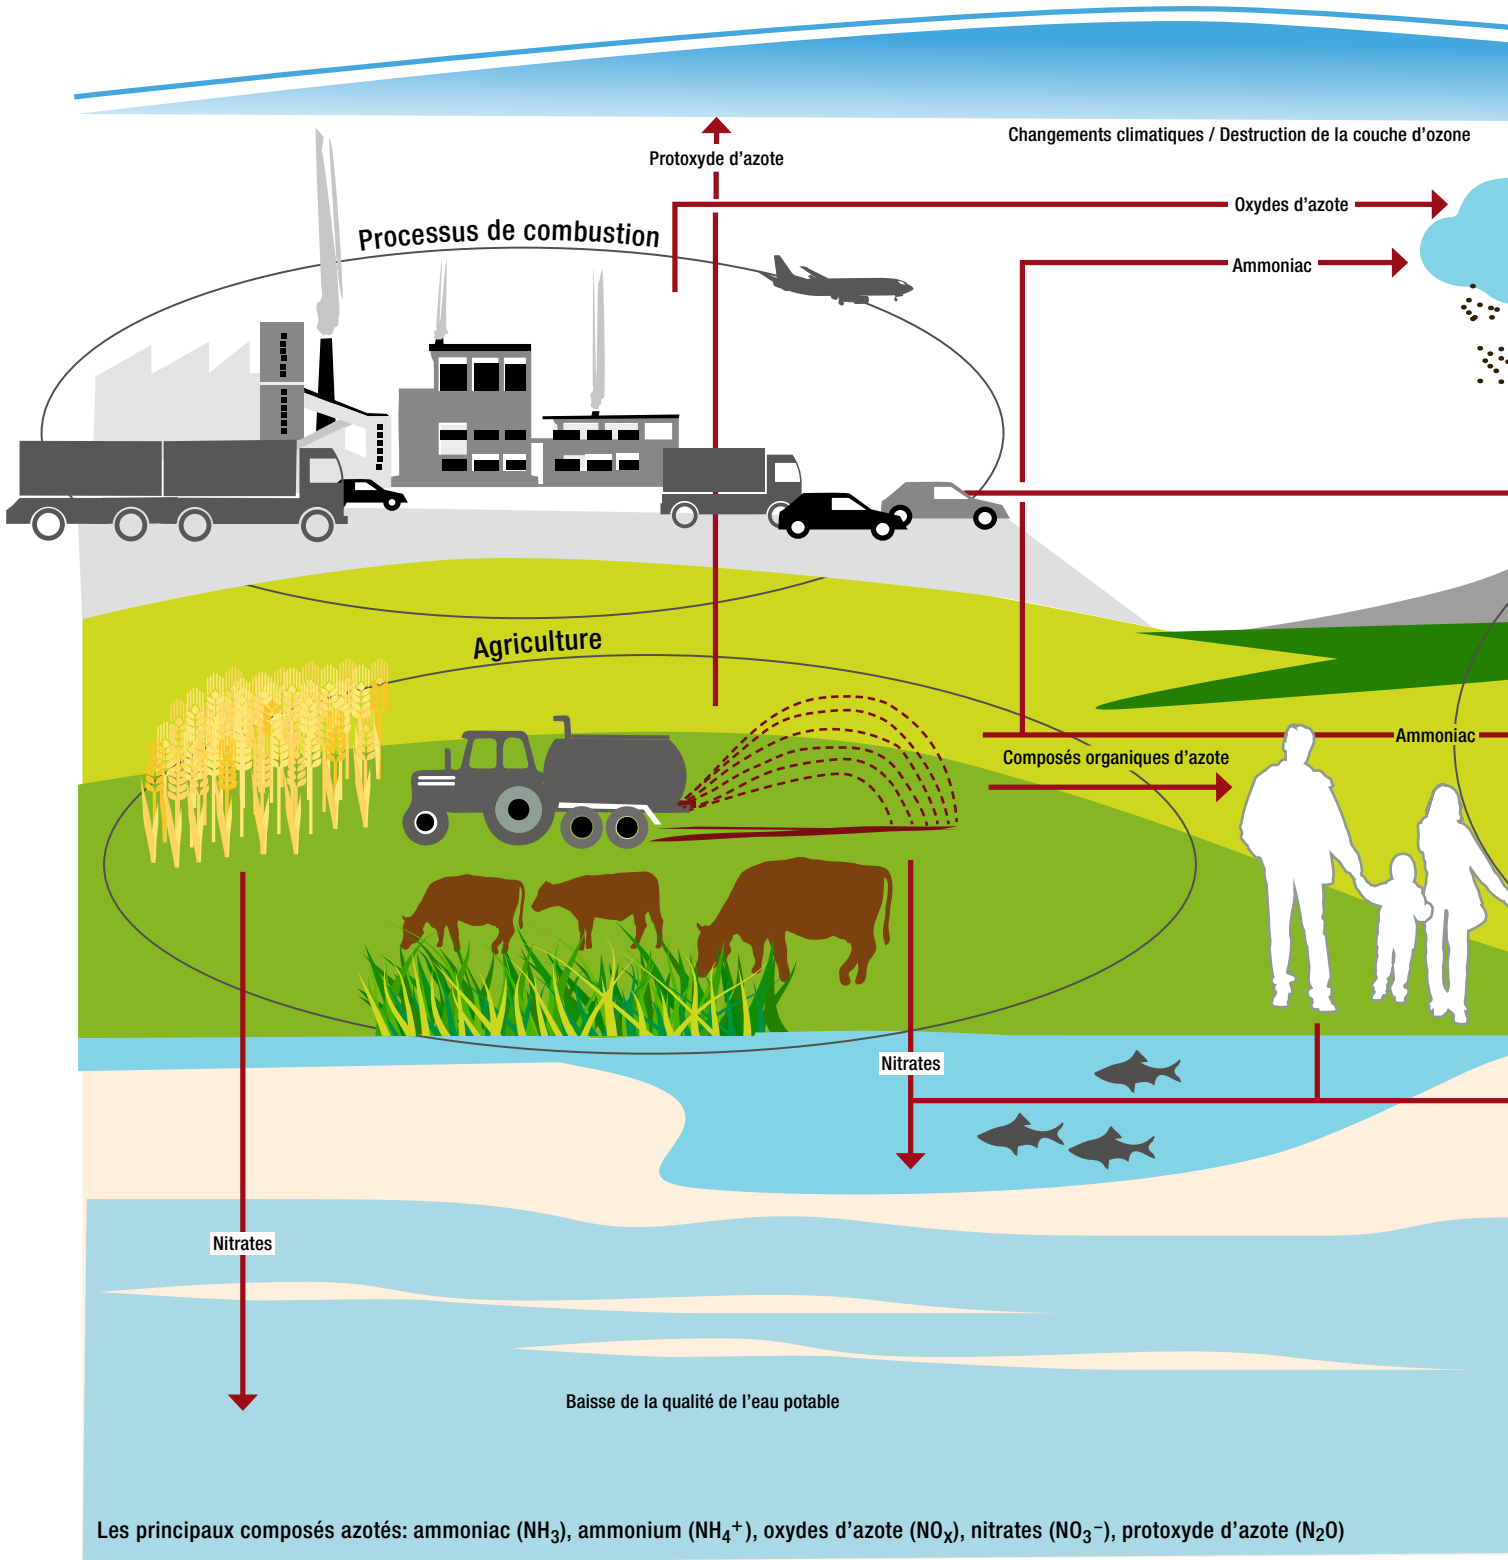 Changements climatiques / Destruction de la couche d’ozone
Protoxyde d’azote
Oxydes d’azote
Processus de combustion
Ammoniac
Agriculture
Ammoniac
Composés organiques d’azote
Nitrates
Nitrates
Baisse de la qualité de l’eau potable
Les principaux composés azotés: ammoniac (NH₃), ammonium (NH₄⁺), oxydes d’azote (NOₓ), nitrates (NO₃⁻), protoxyde d’azote (N₂O)